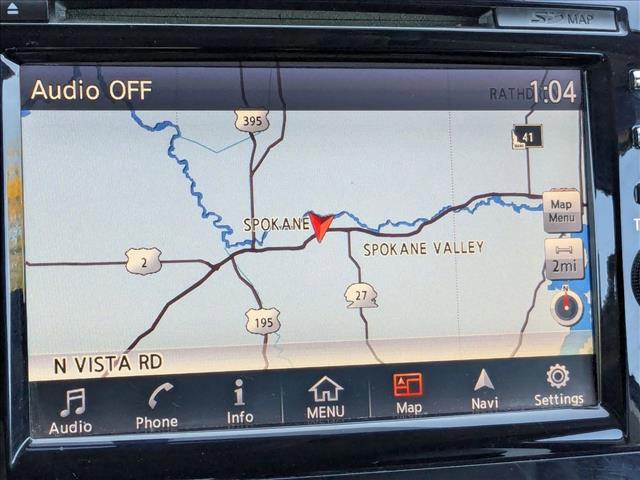 MAP
Audio OFF
RATHD
1:04
395
41
Map
Menu
SPOKANE
SPOKANE VALLEY
2
2mi
27
N
195
N VISTA RD
Audio
Phone
Info
MENU
Map
Navi
Settings